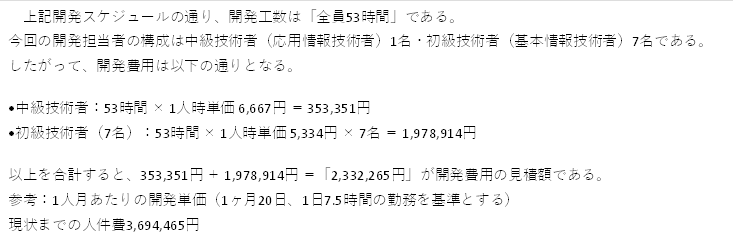 上記開発スケジュールの通り、開発工数は「全員53時間」である。
今回の開発担当者の構成は中級技術者（応用情報技術者）1名・初級技術者（基本情報技術者）7名である。
したがって、開発費用は以下の通りとなる。
●中級技術者：53時間 × 1人時単価 6,667円 ＝ 353,351円
●初級技術者（7名）：53時間 × 1人時単価 5,334円 × 7名 ＝ 1,978,914円
以上を合計すると、353,351円 + 1,978,914円 ＝「2,332,265円」が開発費用の見積額である。
参考：1人月あたりの開発単価（1ヶ月20日、1日7.5時間の勤務を基準とする）
現状までの人件費3,694,465円